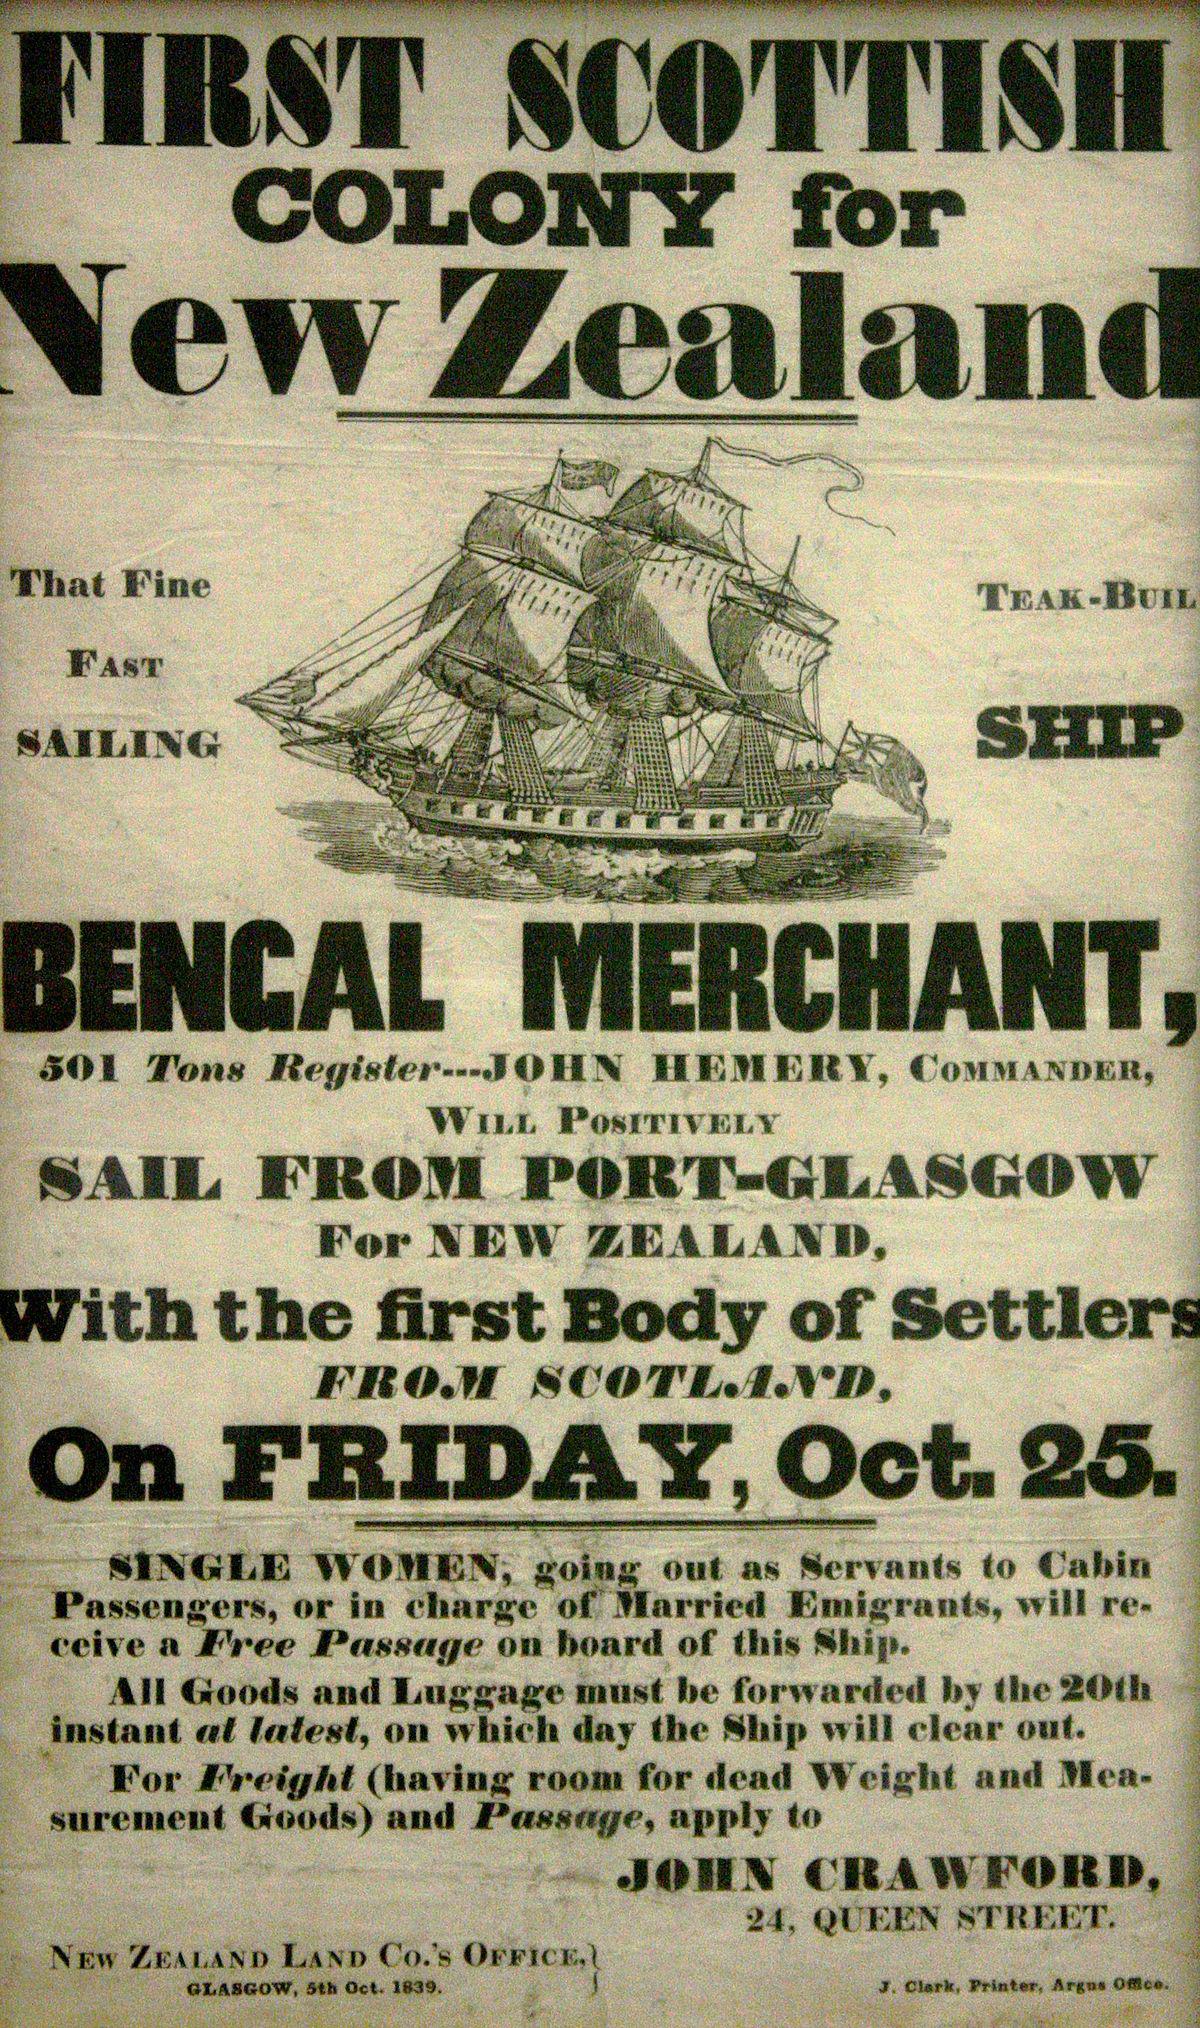 FIRST SCOTTISH
COLONY for
New Zealand
That Fine
FAST
SAILING
TEAK-BUIL
SHIP
BENGAL MERCHANT,
501 Tons Register---JOHN HEMERY, COMMANDER,
WILL POSITIVELY
SAIL FROM PORT-GLASGOW
For NEW ZEALAND,
With the first Body of Settlers
FROM SCOTLAND,
On FRIDAY, Oct. 25.
SINGLE WOMEN, going out as Servants to Cabin
Passengers, or in charge of Married Emigrants, will re-
ceive a Free Passage on board of this Ship.
All Goods and Luggage must be forwarded by the 20th
instant at latest, on which day the Ship will clear out.
For Freight (having room for dead Weight and Mea-
surement Goods) and Passage, apply to
JOHN CRAWFORD,
24, QUEEN STREET.
NEW ZEALAND LAND CO.'S OFFICE,}
GLASGOW, 5th Oct. 1839.
J. Clark, Printer, Argus Office.